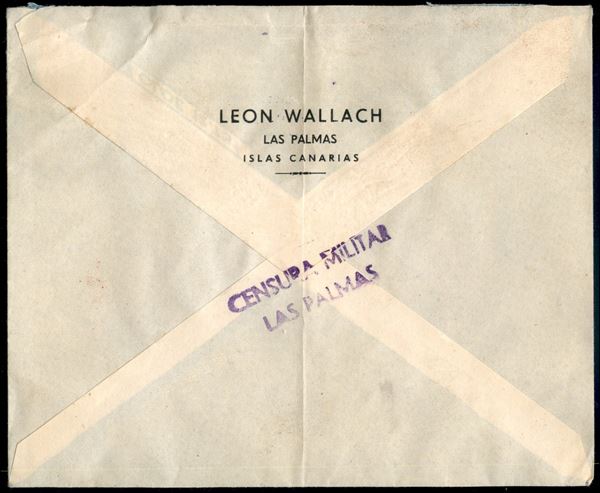 LEON WALLACH
LAS PALMAS
ISLAS CANARIAS
CENSURA MILITAR
LAS PALMAS